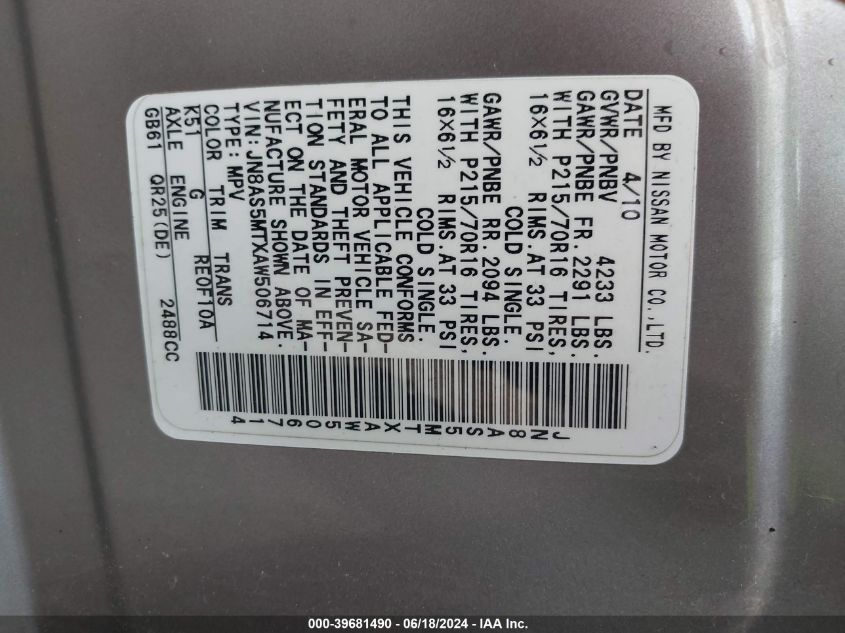 MFD BY NISSAN MOTOR CO.,LTD.
DATE 4/10
GVWR/PNBV 4233 LBS.
GAWR/PNBE FR. 2291 LBS.
WITH P215/70R16 TIRES,
16X6½ RIMS.AT 33 PSI
COLD SINGLE.
GAWR/PNBE RR. 2094 LBS.
WITH P215/70R16 TIRES,
16X6½ RIMS.AT 33 PSI
COLD SINGLE.
THIS VEHICLE CONFORMS
TO ALL APPLICABLE FED-
ERAL MOTOR VEHICLE SA-
FETY AND THEFT PREVEN-
TION STANDARDS IN EFF-
ECT ON THE DATE OF MA-
NUFACTURE SHOWN ABOVE.
VIN: JN8AS5MTXAW506714
TYPE: MPV
COLOR TRIM TRANS
K51 G RE0F10A
AXLE ENGINE
GB61 QR25(DE) 2488CC
JN8AS5MTXAW506714
000-39681490 - 06/18/2024 - IAA Inc.